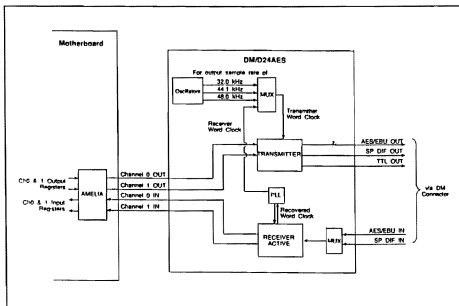 Motherboard
DM/D24AES
For output sample rate of
32.0 kHz
44.1 kHz
48.0 kHz
Oscillators
MUX
Receiver
Word Clock
Transmitter
Word Clock
TRANSMITTER
AES/EBU OUT
SP DIF OUT
TTL OUT
Channel 0 OUT
Channel 1 OUT
Channel 0 IN
Channel 1 IN
Ch0 & 1 Output
Registers
Ch0 & 1 Input
Registers
AMELIA
PLL
Recovered
Word Clock
RECEIVER
ACTIVE
MUX
AES/EBU IN
SP DIF IN
via DM
Connector